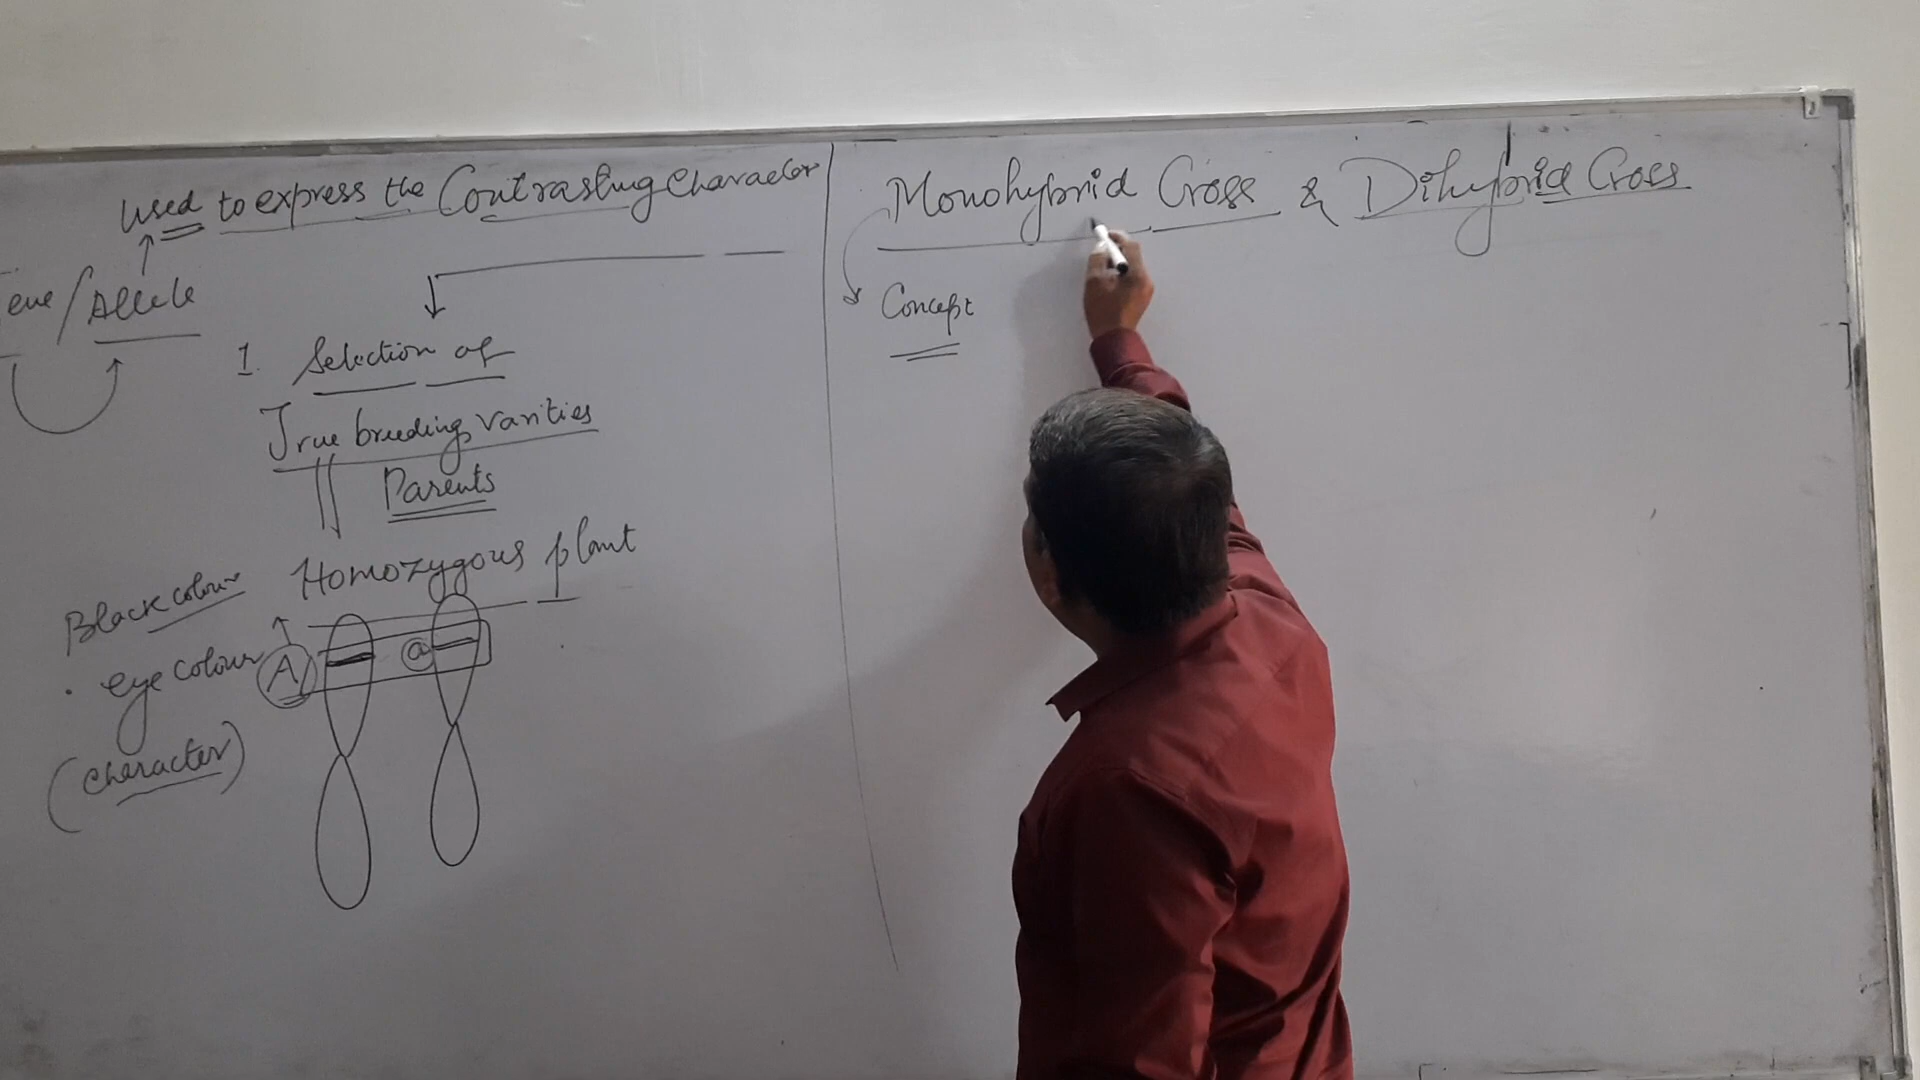 used to express the Contrasting Character
ene/Allele
1. Selection of
True breeding varities
Parents
Homozygous plant
Black colour
eye colour
A
a
(character)
Monohybrid Cross & Dihybrid Cross
Concept